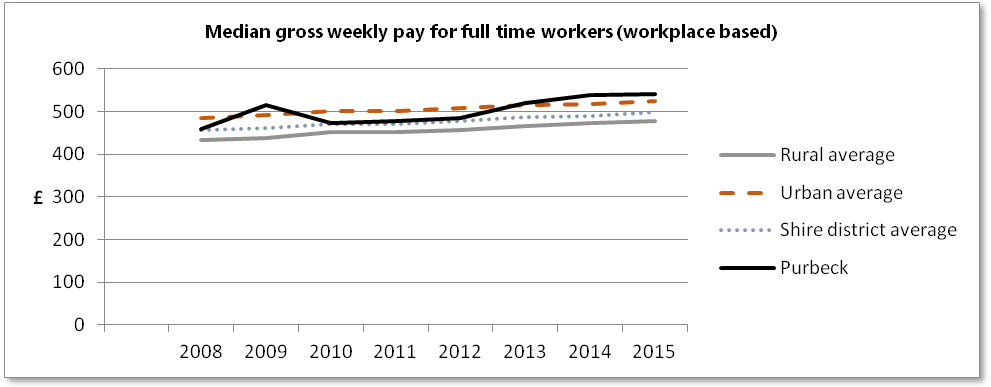 Median gross weekly pay for full time workers (workplace based)
600
500
400
300
200
100
0
£
2008 2009 2010 2011 2012 2013 2014 2015
Rural average
Urban average
Shire district average
Purbeck